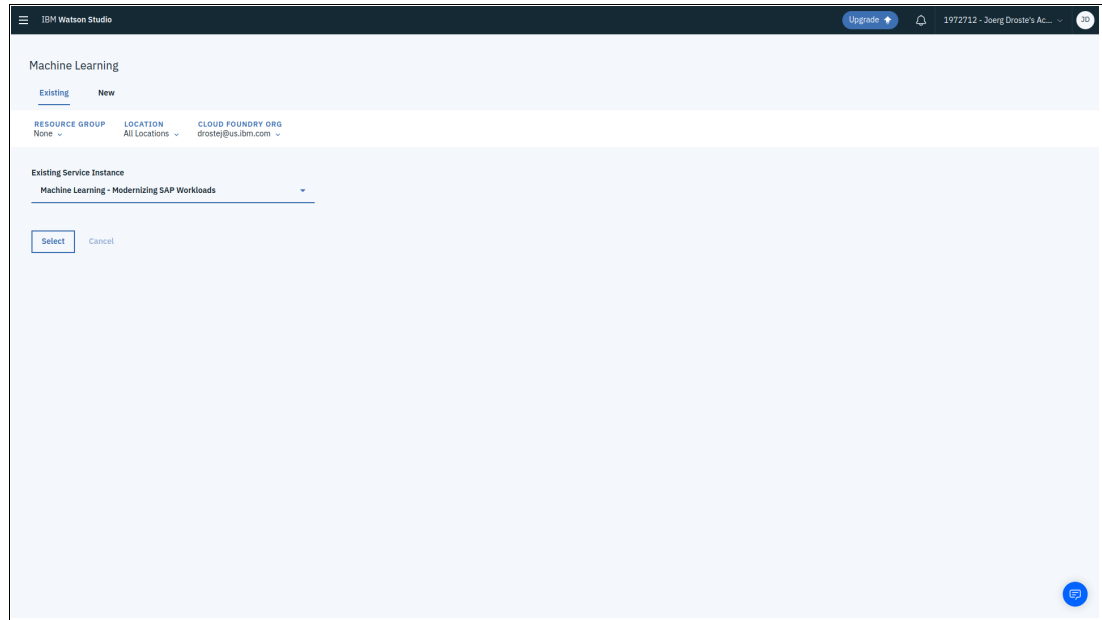 IBM Watson Studio
Upgrade
1972712 - Joerg Droste's Ac...
JD
Machine Learning
Existing New
RESOURCE GROUP LOCATION CLOUD FOUNDRY ORG
None All Locations drostej@us.ibm.com
Existing Service Instance
Machine Learning - Modernizing SAP Workloads
Select Cancel